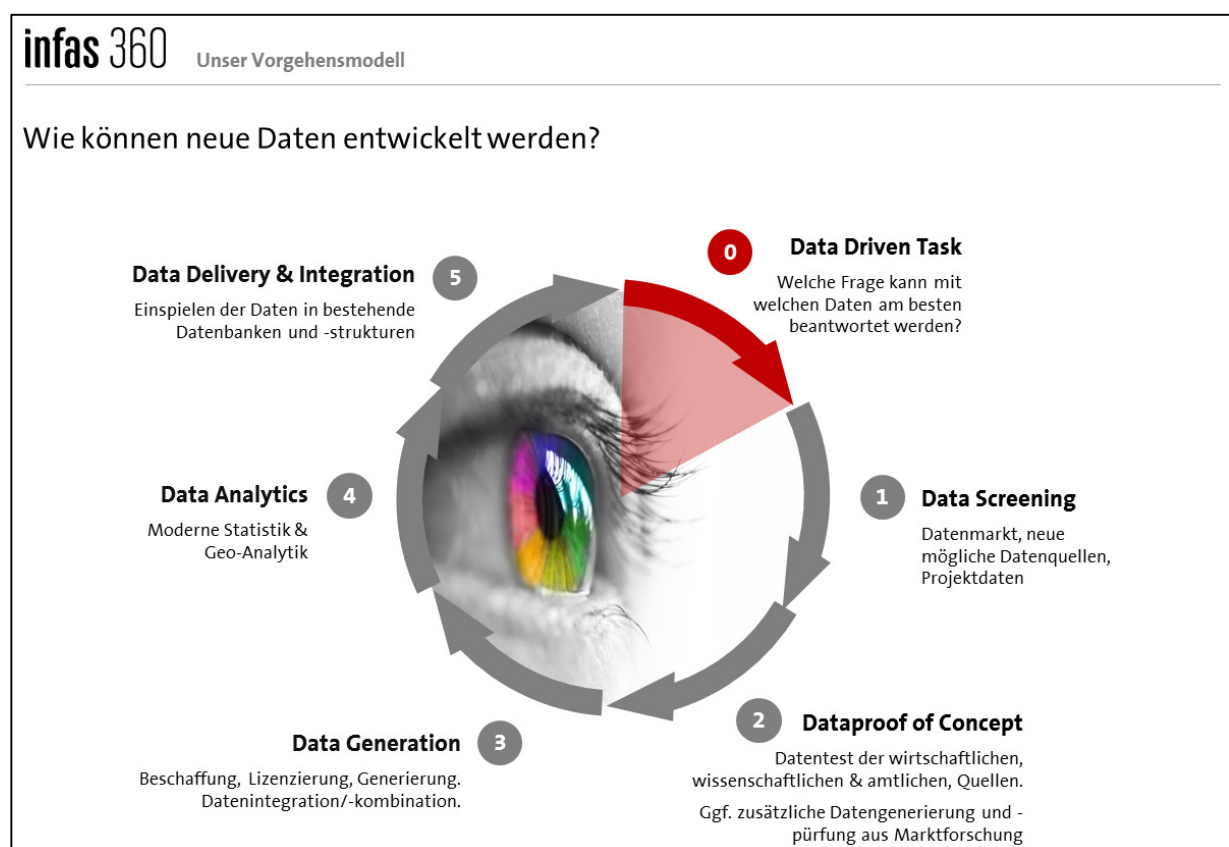 infas 360 Unser Vorgehensmodell
Wie können neue Daten entwickelt werden?
0 Data Driven Task
Welche Frage kann mit
welchen Daten am besten
beantwortet werden?
1 Data Screening
Datenmarkt, neue
mögliche Datenquellen,
Projektdaten
2 Dataproof of Concept
Datentest der wirtschaftlichen,
wissenschaftlichen & amtlichen, Quellen.
Ggf. zusätzliche Datengenerierung und -
pürfung aus Marktforschung
Data Generation 3
Beschaffung, Lizenzierung, Generierung.
Datenintegration/-kombination.
Data Analytics 4
Moderne Statistik &
Geo-Analytik
Data Delivery & Integration 5
Einspielen der Daten in bestehende
Datenbanken und -strukturen